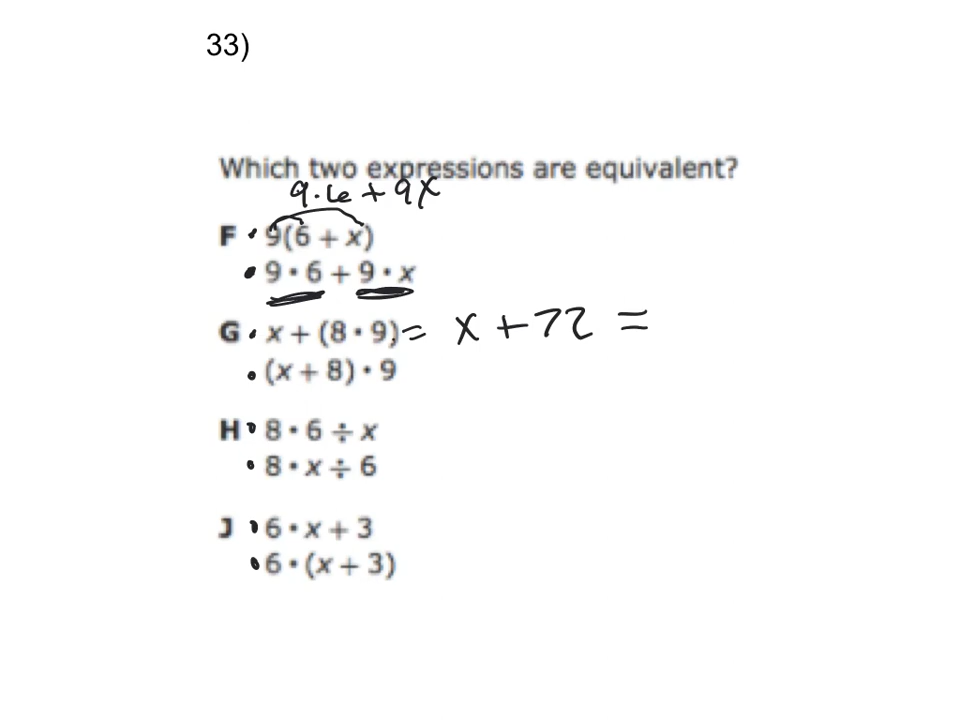 33)
Which two expressions are equivalent?
9·6 + 9x
F • 9(6 + x)
• 9 • 6 + 9 • x
G • x + (8 • 9) = x + 72 =
• (x + 8) • 9
H • 8 • 6 ÷ x
• 8 • x ÷ 6
J • 6 • x + 3
• 6 • (x + 3)